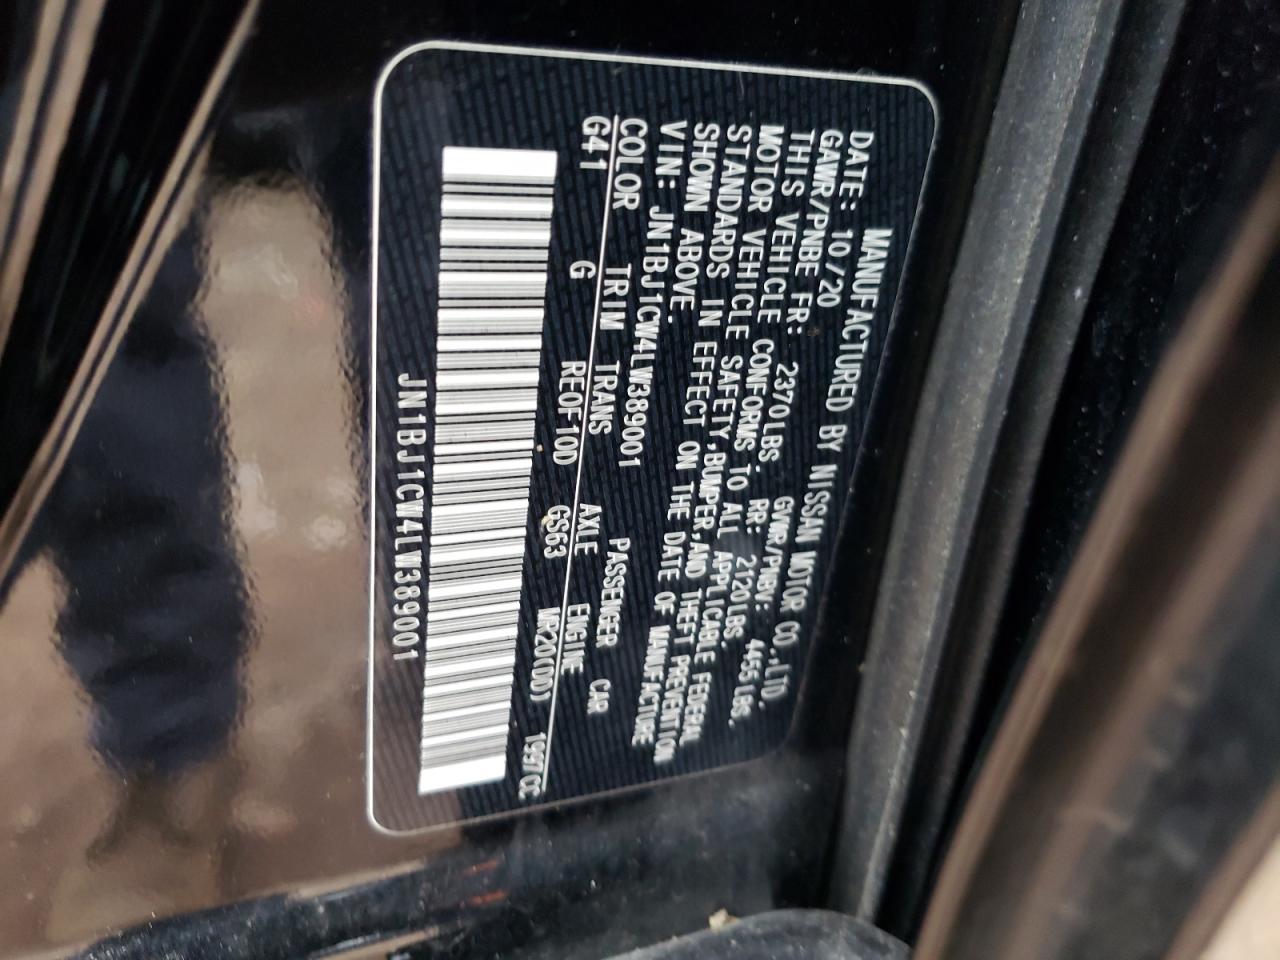 MANUFACTURED BY NISSAN MOTOR CO.,LTD.
DATE: 10/20 GVWR/PNBV: 4455 LBS.
GAWR/PNBE FR: 2370 LBS. RR: 2120 LBS.
THIS VEHICLE CONFORMS TO ALL APPLICABLE FEDERAL
MOTOR VEHICLE SAFETY,BUMPER,AND THEFT PREVENTION
STANDARDS IN EFFECT ON THE DATE OF MANUFACTURE
SHOWN ABOVE.
VIN: JN1BJ1CW4LW389001 PASSENGER CAR
COLOR TRIM TRANS AXLE ENGINE
G41 G RE0F10D GS63 MR20(DD) 1997CC
JN1BJ1CW4LW389001